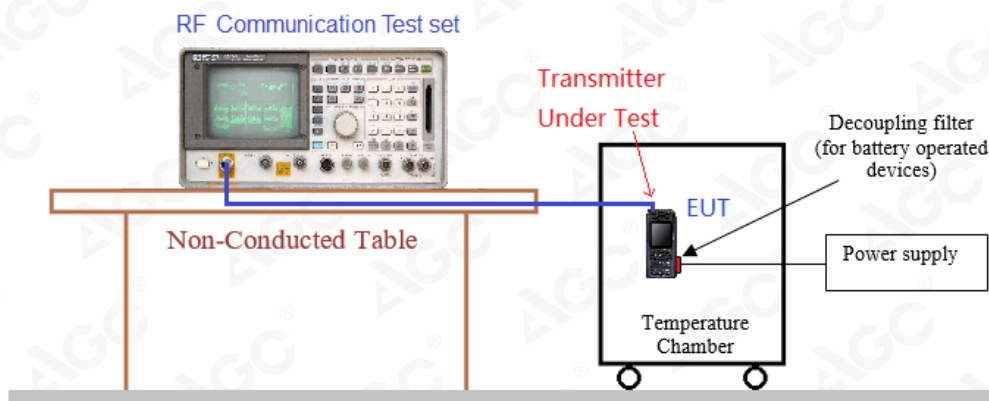 RF Communication Test set
Transmitter
Under Test
Decoupling filter
(for battery operated
devices)
EUT
Non-Conducted Table
Power supply
Temperature
Chamber
AGC